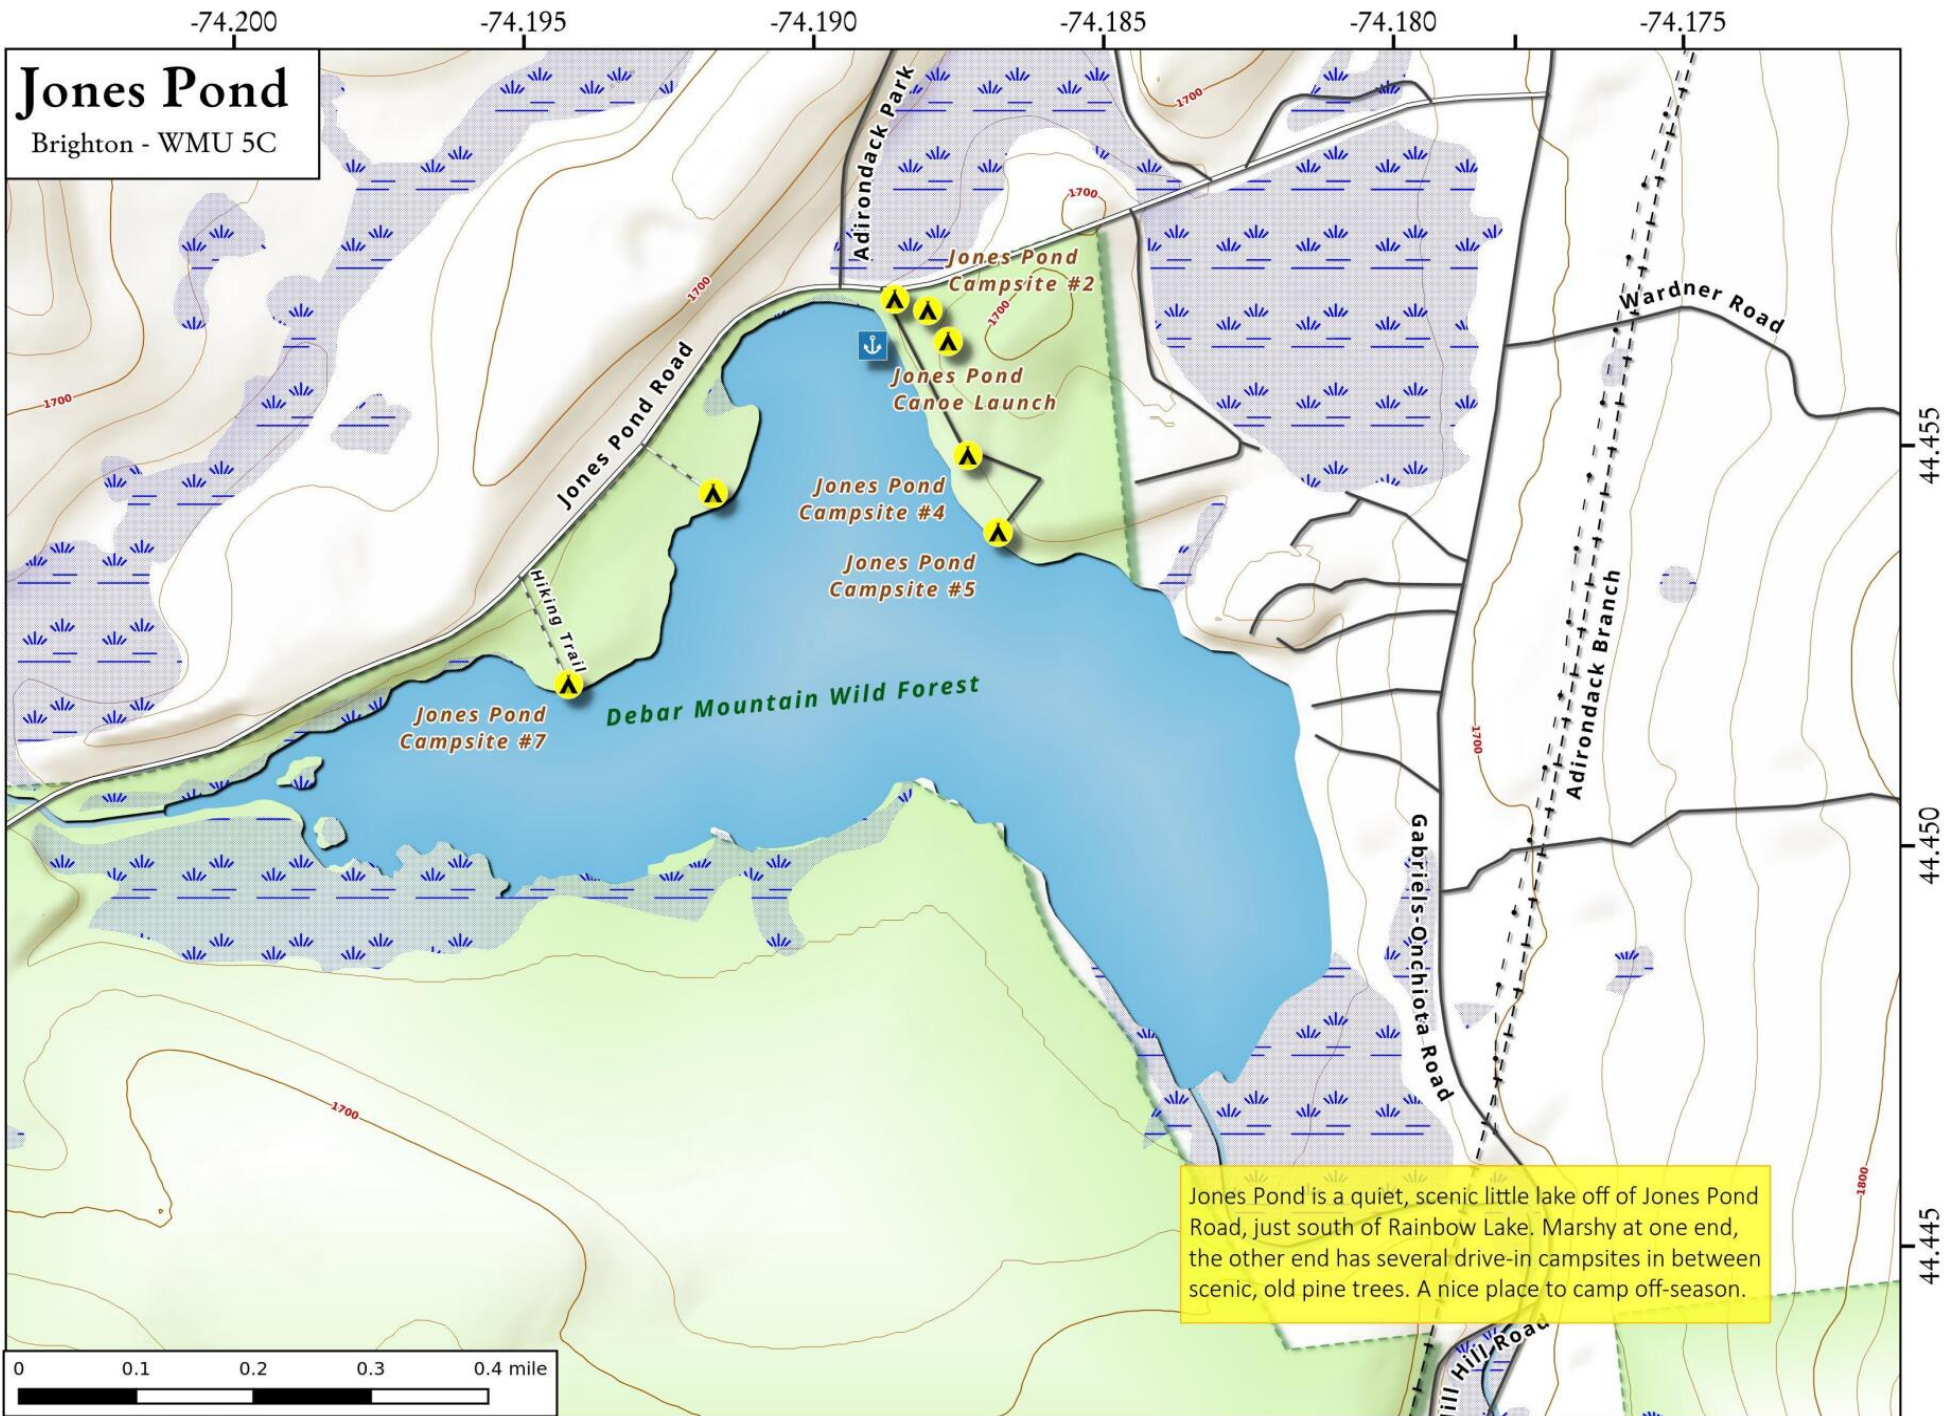 -74.200
-74.195
-74.190
-74.185
-74.180
-74.175
Jones Pond
Brighton - WMU 5C
1700
1700
Adirondack Park
Jones Pond
Campsite #2
1700
1700
Wardner Road
Jones Pond Road
Jones Pond
Canoe Launch
1700
44.455
Jones Pond
Campsite #4
Jones Pond
Campsite #5
Hiking Trail
Adirondack Branch
Debar Mountain Wild Forest
Jones Pond
Campsite #7
1700
Gabriels-Onchiota Road
44.450
1700
1800
Jones Pond is a quiet, scenic little lake off of Jones Pond
Road, just south of Rainbow Lake. Marshy at one end,
the other end has several drive-in campsites in between
scenic, old pine trees. A nice place to camp off-season.
44.445
Hill Road
0 0.1 0.2 0.3 0.4 mile